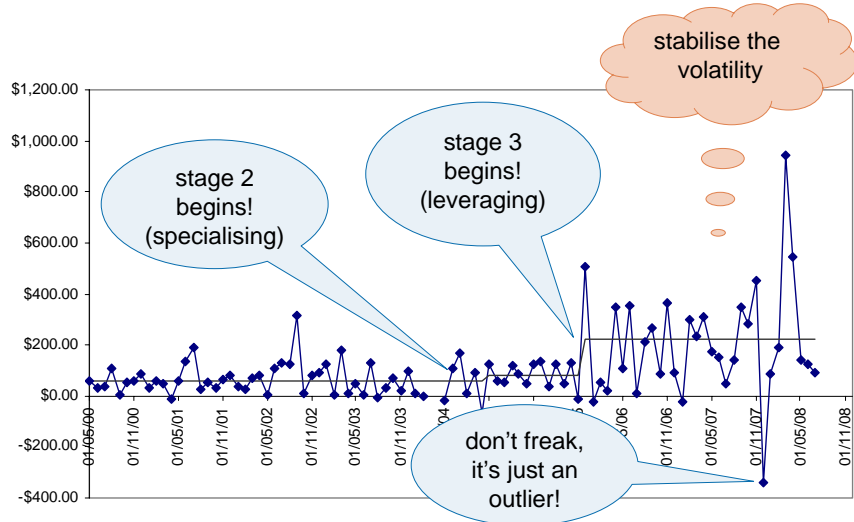 stabilise the
volatility
$1,200.00
$1,000.00
$800.00
$600.00
$400.00
$200.00
$0.00
-$200.00
-$400.00
stage 2
begins!
(specialising)
stage 3
begins!
(leveraging)
don't freak,
it's just an
outlier!
01/05/00
01/11/00
01/05/01
01/11/01
01/05/02
01/11/02
01/05/03
01/11/03
01/11/06
01/05/07
01/11/07
01/05/08
01/11/08